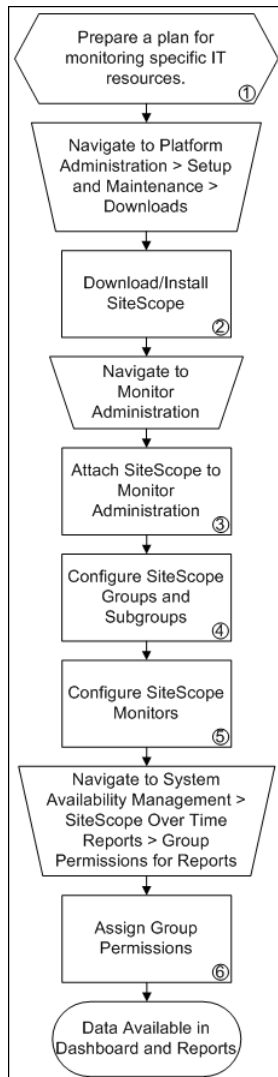 Prepare a plan for
monitoring specific IT
resources.
①
Navigate to Platform
Administration > Setup
and Maintenance >
Downloads
Download/Install
SiteScope
②
Navigate to
Monitor
Administration
Attach SiteScope to
Monitor
Administration
③
Configure SiteScope
Groups and
Subgroups
④
Configure SiteScope
Monitors
⑤
Navigate to System
Availability Management >
SiteScope Over Time
Reports > Group
Permissions for Reports
Assign Group
Permissions
⑥
Data Available in
Dashboard and Reports